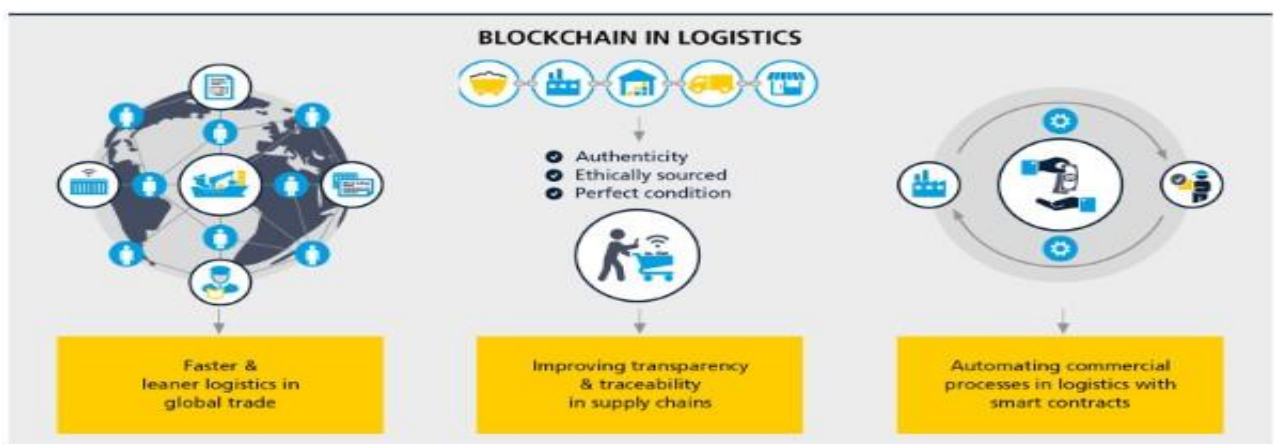 BLOCKCHAIN IN LOGISTICS
Authenticity
Ethically sourced
Perfect condition
Faster &
leaner logistics in
global trade
Improving transparency
& traceability
in supply chains
Automating commercial
processes in logistics with
smart contracts